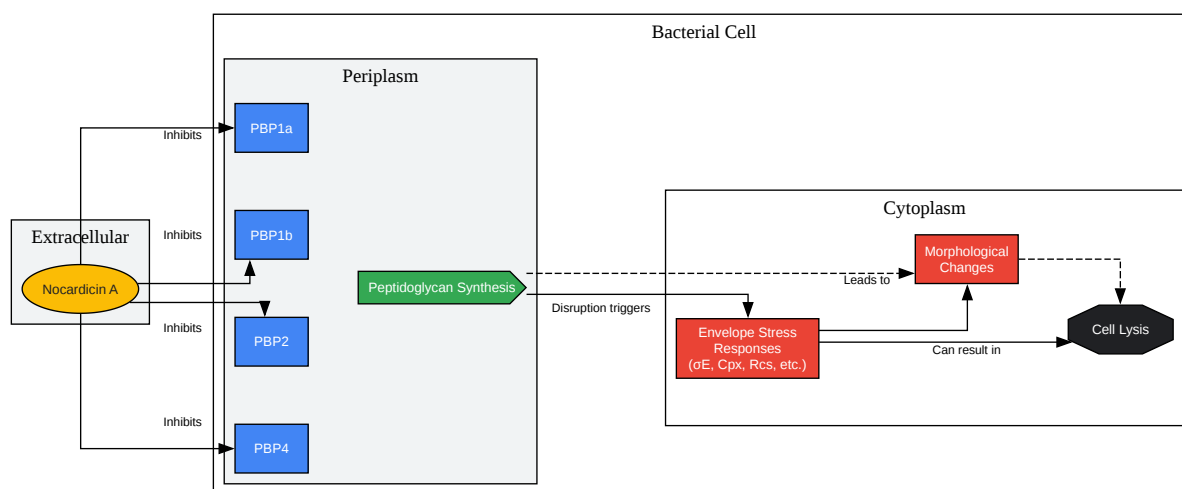 Bacterial Cell
Periplasm
PBP1a
Inhibits
PBP1b
Inhibits
Extracellular
Nocardicin A
Inhibits
PBP2
Inhibits
PBP4
Peptidoglycan Synthesis
Cytoplasm
Morphological
Changes
Leads to
Disruption triggers
Envelope Stress
Responses
(σE, Cpx, Rcs, etc.)
Can result in
Cell Lysis